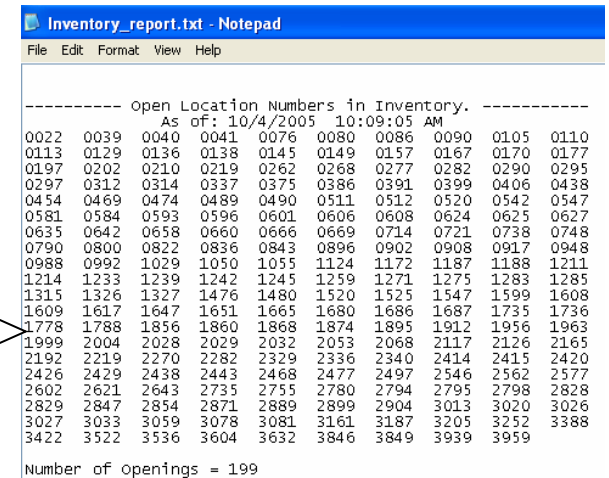 Inventory_report.txt - Notepad
File Edit Format View Help
---------- Open Location Numbers in Inventory. -----------
As of: 10/4/2005 10:09:05 AM
0022 0039 0040 0041 0076 0080 0086 0090 0105 0110
0113 0129 0136 0138 0145 0149 0157 0167 0170 0177
0197 0202 0210 0219 0262 0268 0277 0282 0290 0295
0297 0312 0314 0337 0375 0386 0391 0399 0406 0438
0454 0469 0474 0489 0490 0511 0512 0520 0542 0547
0581 0584 0593 0596 0601 0606 0608 0624 0625 0627
0635 0642 0658 0660 0666 0669 0714 0721 0738 0748
0790 0800 0822 0836 0843 0896 0902 0908 0917 0948
0988 0992 1029 1050 1055 1124 1172 1187 1188 1211
1214 1233 1239 1242 1245 1259 1271 1275 1283 1285
1315 1326 1327 1476 1480 1520 1525 1547 1599 1608
1609 1617 1647 1651 1665 1680 1686 1687 1735 1736
1778 1788 1856 1860 1868 1874 1895 1912 1956 1963
1999 2004 2028 2029 2032 2053 2068 2117 2126 2165
2192 2219 2270 2282 2329 2336 2340 2414 2415 2420
2426 2429 2438 2443 2468 2477 2497 2546 2562 2577
2602 2621 2643 2735 2755 2780 2794 2795 2798 2828
2829 2847 2854 2871 2889 2899 2904 3013 3020 3026
3027 3033 3059 3078 3081 3161 3187 3205 3252 3388
3422 3522 3536 3604 3632 3846 3849 3939 3959
Number of Openings = 199